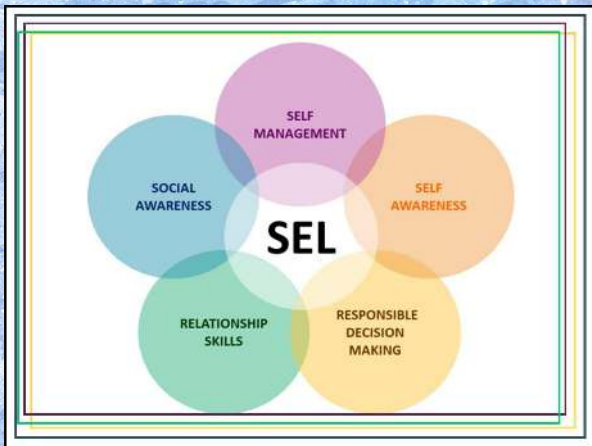 SELF
MANAGEMENT
SOCIAL
AWARENESS
SELF
AWARENESS
SEL
RELATIONSHIP
SKILLS
RESPONSIBLE
DECISION
MAKING